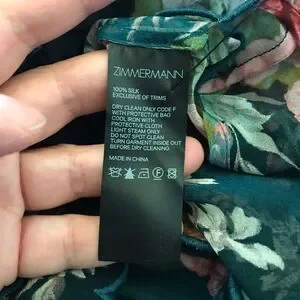 ZIMMERMANN
100% SILK
EXCLUSIVE OF TRIMS
DRY CLEAN ONLY CODE F
WITH PROTECTIVE BAG
COOL IRON WITH
PROTECTIVE CLOTH
LIGHT STEAM ONLY
DO NOT SPOT CLEAN
TURN GARMENT INSIDE OUT
BEFORE DRY CLEANING
MADE IN CHINA